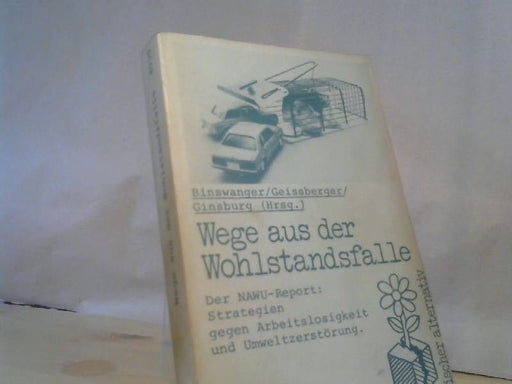 Binswanger/Geissberger/
Ginsburg (Hrsg.)
Wege aus der
Wohlstandsfalle
Der NAWU-Report:
Strategien
gegen Arbeitslosigkeit
und Umweltzerstörung.
fischer alternativ